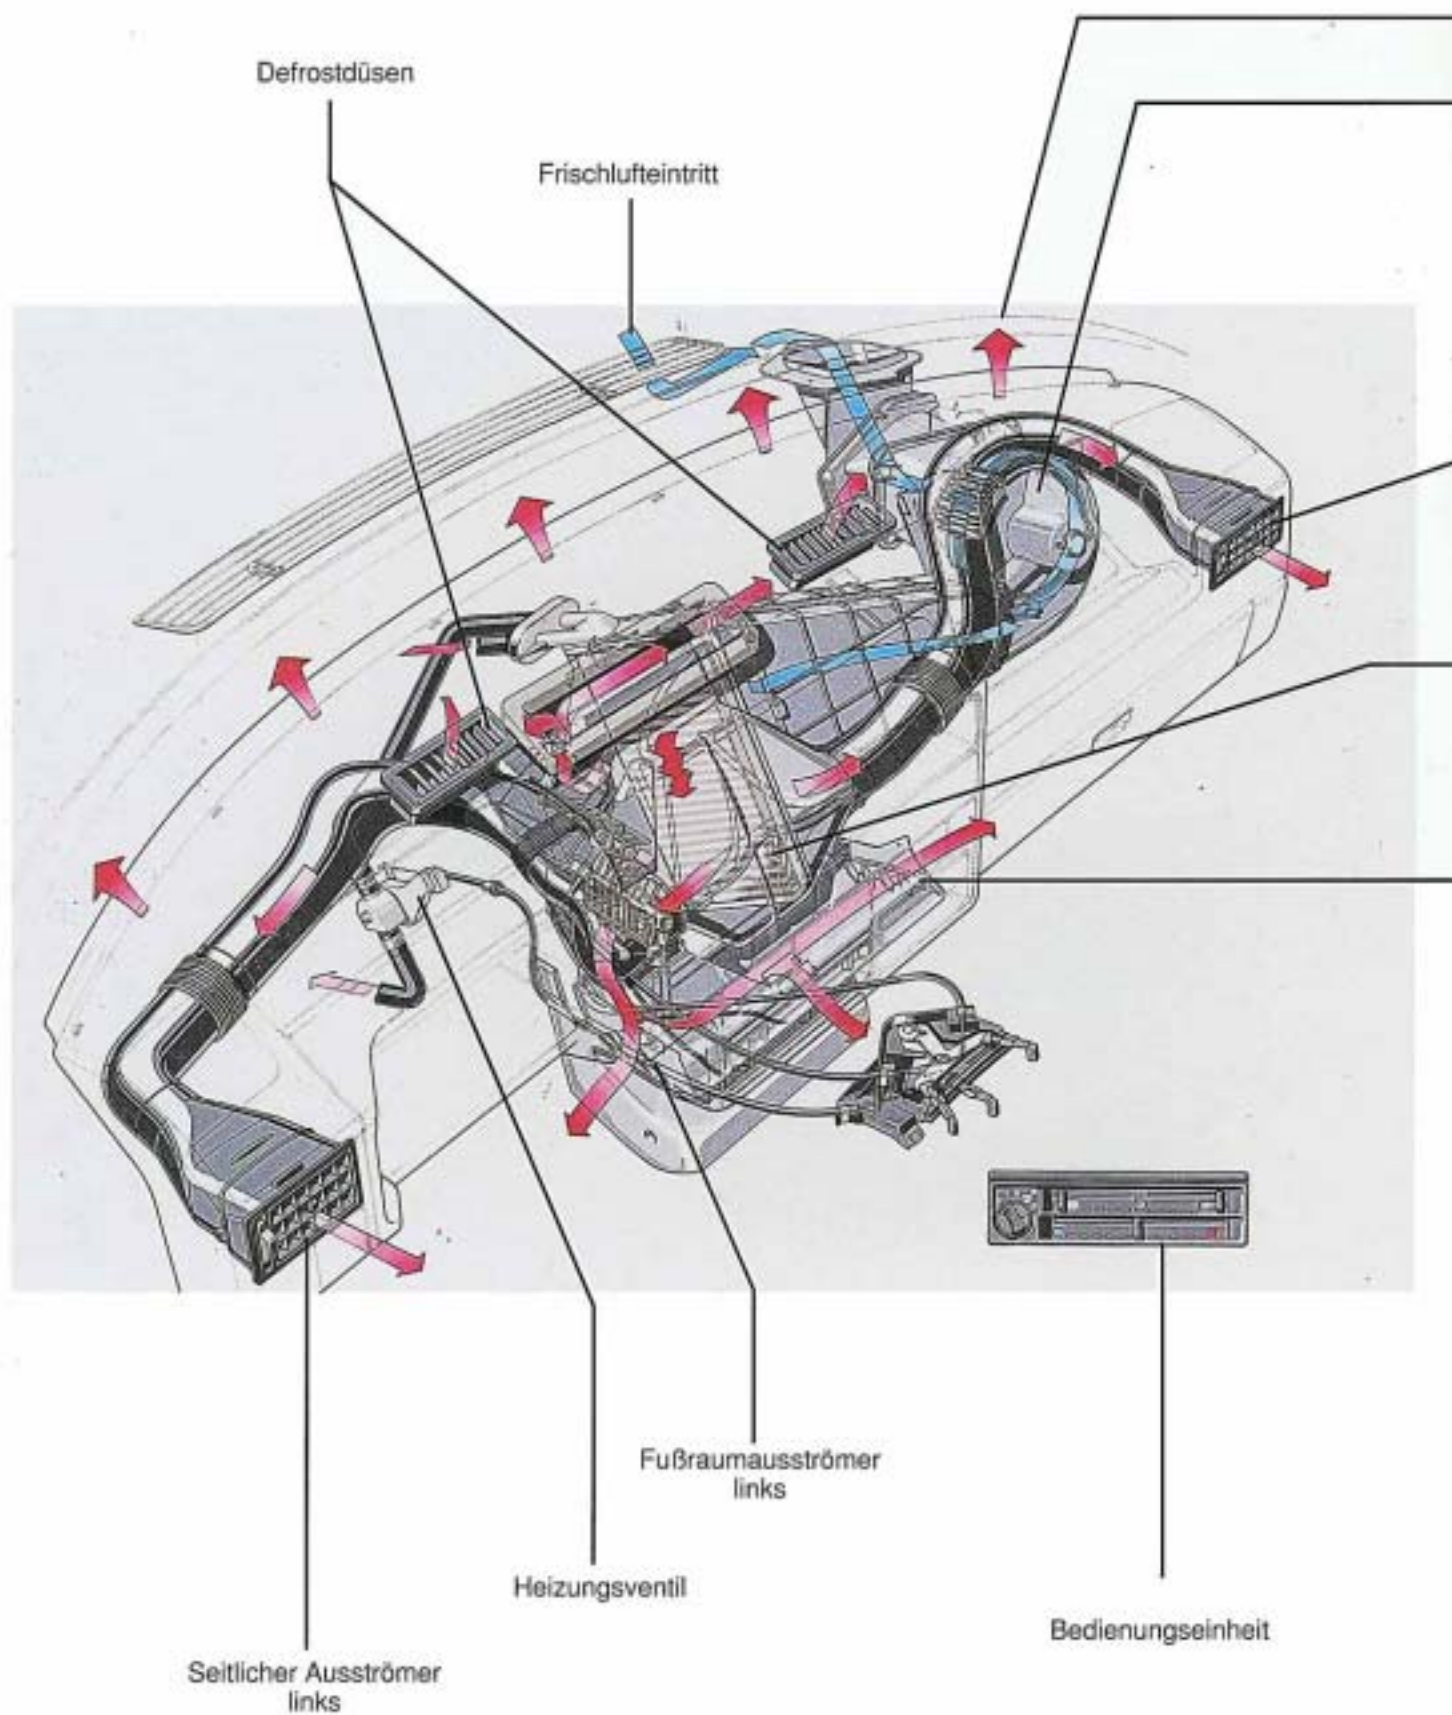 Defrostdüsen
Frischlufteintritt
Fußraumausströmer
links
Heizungsventil
Bedienungseinheit
Seitlicher Ausströmer
links